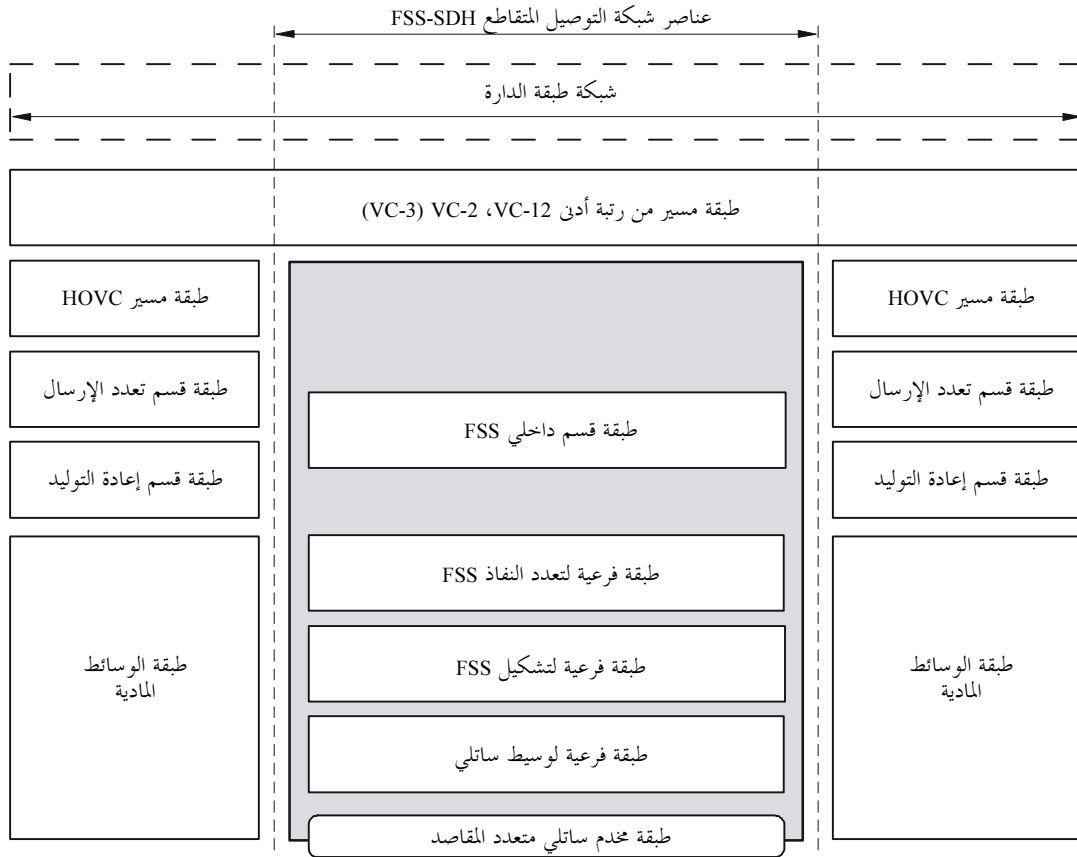 عناصر شبكة التوصيل المتقاطع FSS-SDH
شبكة طبقة الدارة
طبقة مسير من رتبة أدنى VC-12، VC-2 (VC-3)
طبقة مسير HOVC
طبقة مسير HOVC
طبقة قسم تعدد الإرسال
طبقة قسم داخلي FSS
طبقة قسم تعدد الإرسال
طبقة قسم إعادة التوليد
طبقة قسم إعادة التوليد
طبقة فرعية لتعدد النفاذ FSS
طبقة الوسائط
المادية
طبقة فرعية لتشكيل FSS
طبقة الوسائط
المادية
طبقة فرعية لوسيط ساتلي
طبقة مخدم ساتلي متعدد المقاصد